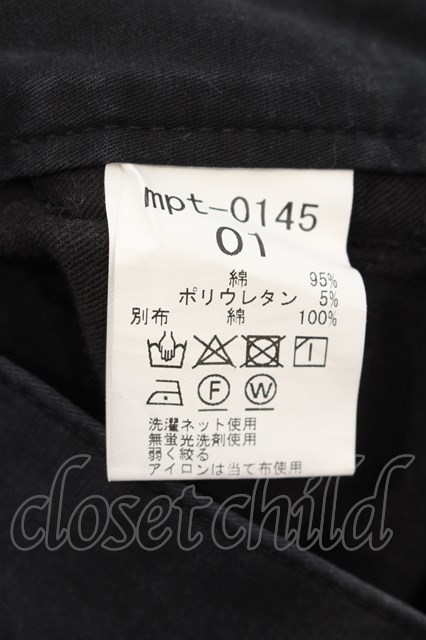 mpt-0145
01
綿 95%
ポリウレタン 5%
別布 綿 100%
F W
洗濯ネット使用
無蛍光洗剤使用
弱く絞る
アイロンは当て布使用
closetchild